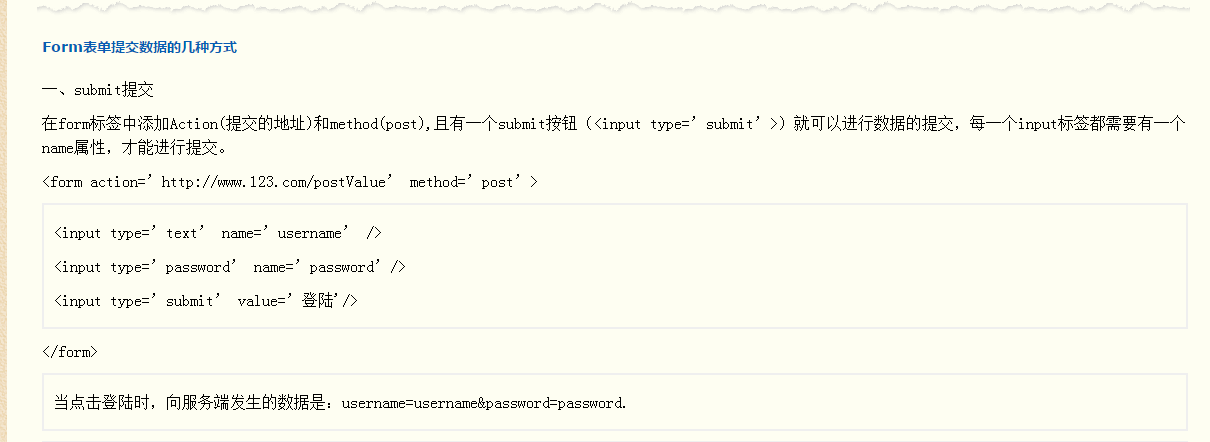 Form表单提交数据的几种方式
一、submit提交
在form标签中添加Action(提交的地址)和method(post),且有一个submit按钮（<input type=’submit’>）就可以进行数据的提交，每一个input标签都需要有一个
name属性，才能进行提交。
<form action=’http://www.123.com/postValue’ method=’post’>
<input type=’text’ name=’username’ />
<input type=’password’ name=’password’/>
<input type=’submit’ value=’登陆'/>
</form>
当点击登陆时，向服务端发生的数据是：username=username&password=password.